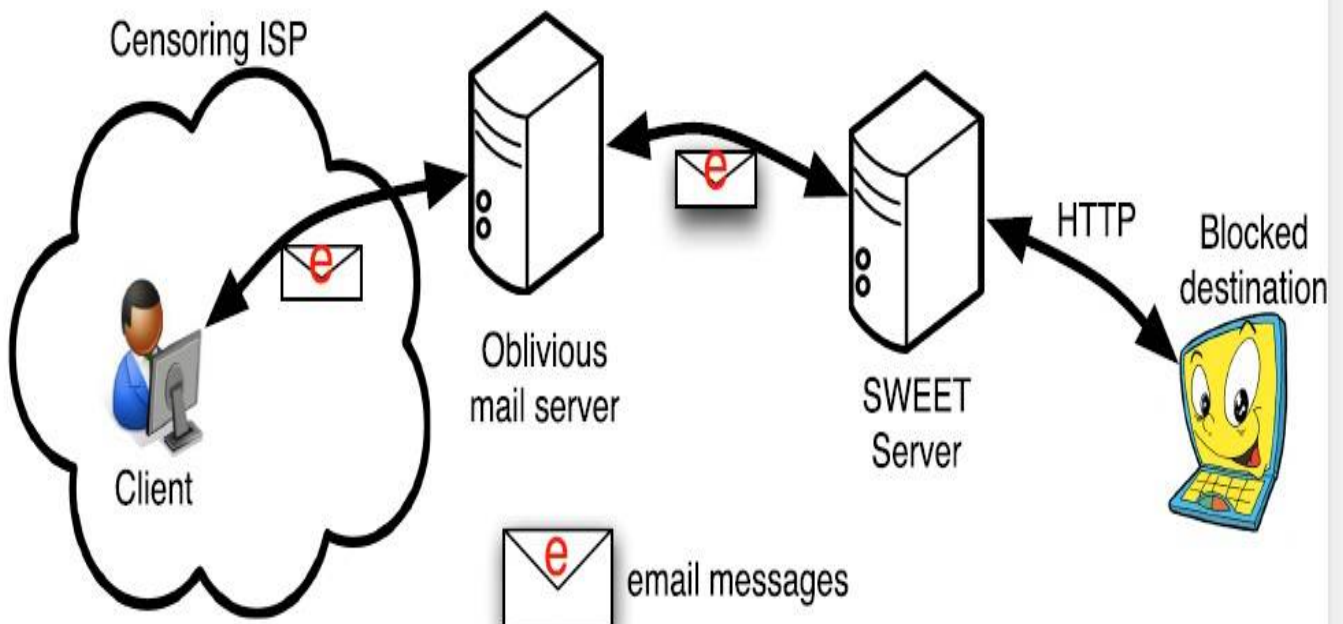 Censoring ISP
e
Client
Oblivious
mail server
e
SWEET
Server
HTTP
Blocked
destination
e
email messages